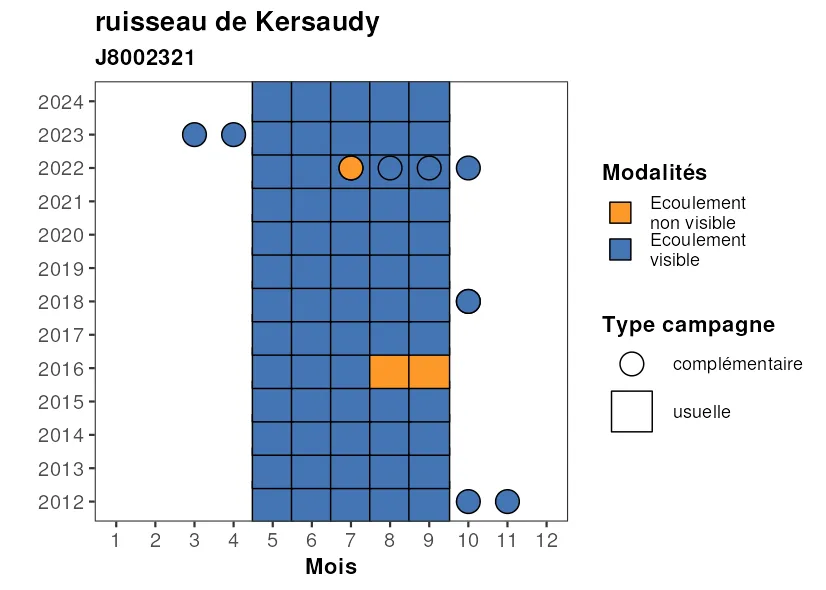 ruisseau de Kersaudy
J8002321
2024
2023
2022
2021
2020
2019
2018
2017
2016
2015
2014
2013
2012
1 2 3 4 5 6 7 8 9 10 11 12
Mois
Modalités
Ecoulement
non visible
Ecoulement
visible
Type campagne
complémentaire
usuelle